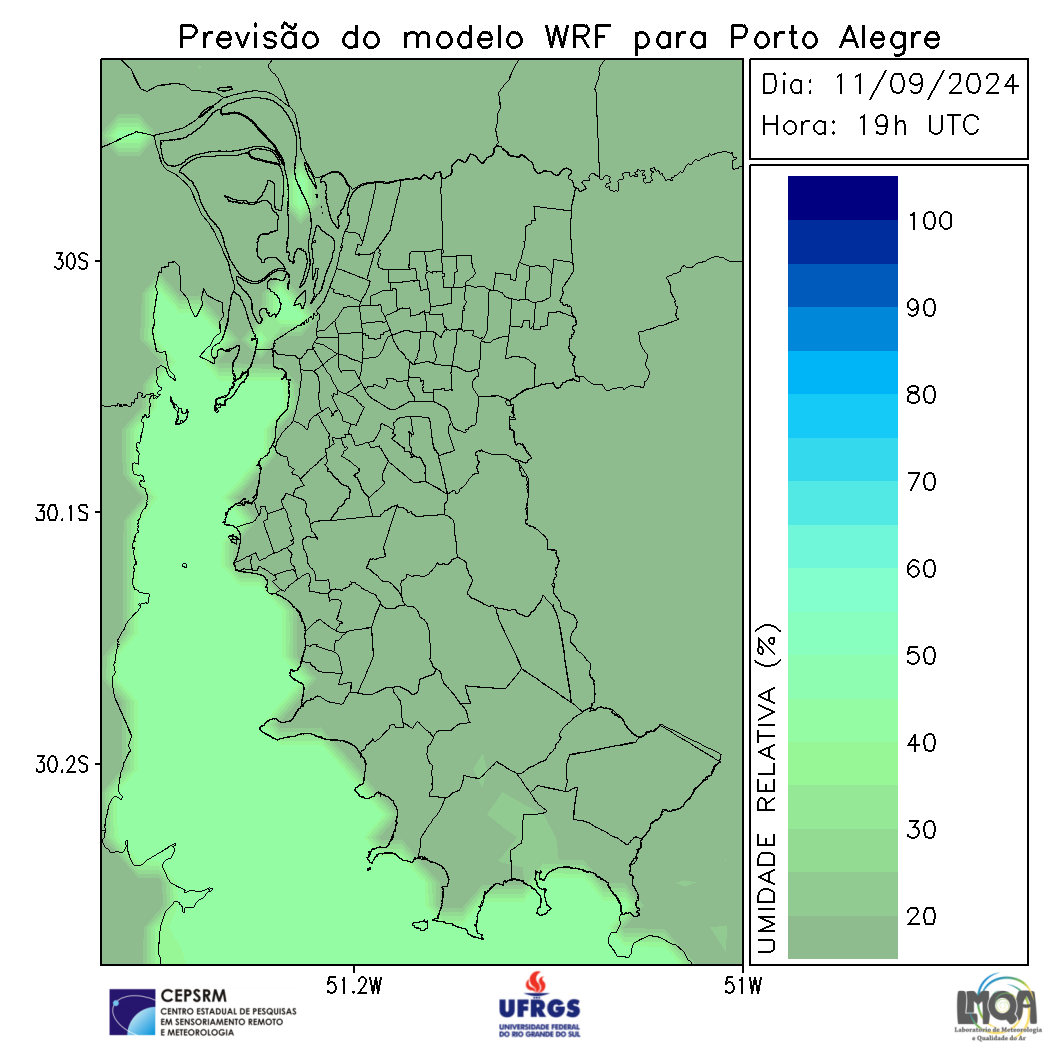 Previsão do modelo WRF para Porto Alegre
Dia: 11/09/2024
Hora: 19h UTC
30S
30.1S
30.2S
51.2W
51W
UMIDADE RELATIVA (%)
100
90
80
70
60
50
40
30
20
CEPSRM
CENTRO ESTADUAL DE PESQUISAS
EM SENSORIAMENTO REMOTO
E METEOROLOGIA
UFRGS
UNIVERSIDADE FEDERAL
DO RIO GRANDE DO SUL
LMQA
Laboratório de Meteorologia
e Qualidade do Ar